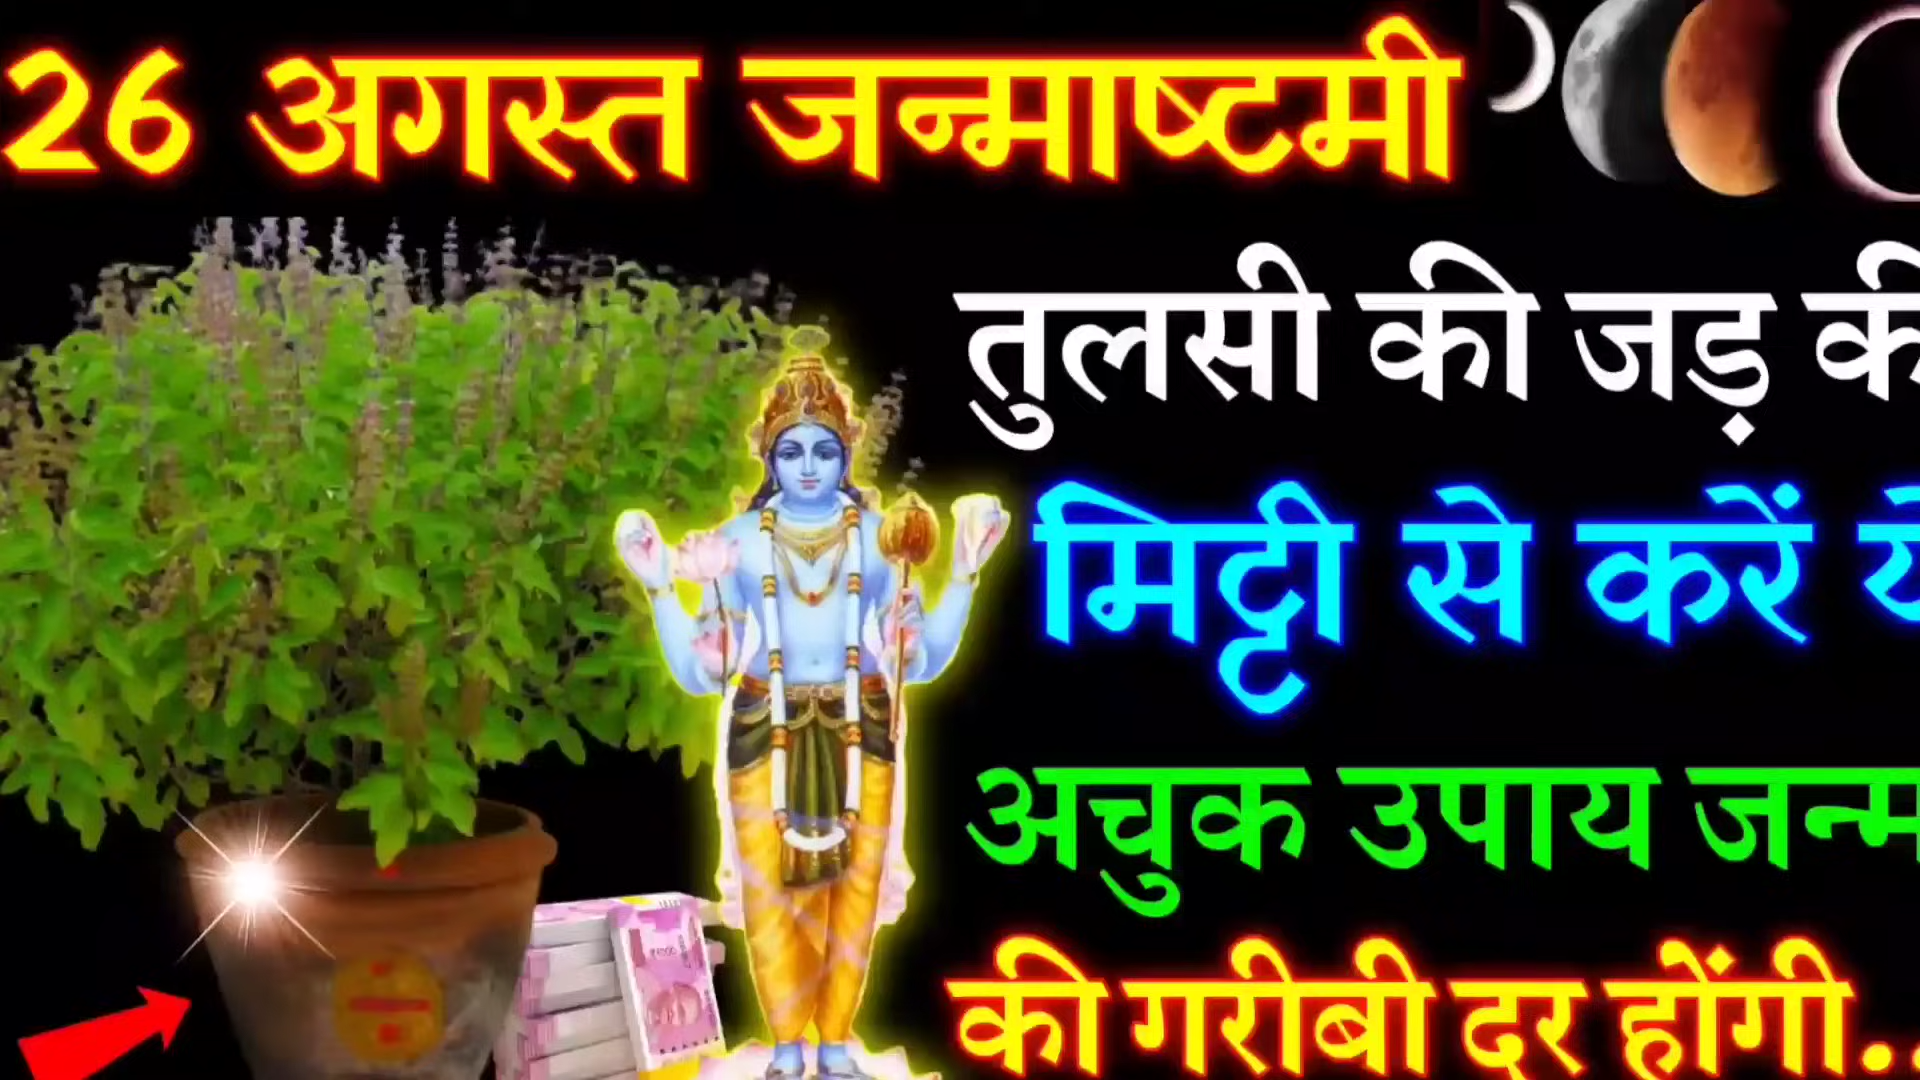 26 अगस्त जन्माष्टमी
तुलसी की जड़ की
मिट्टी से करें ये
अचुक उपाय जन्म
की गरीबी दूर होंगी..